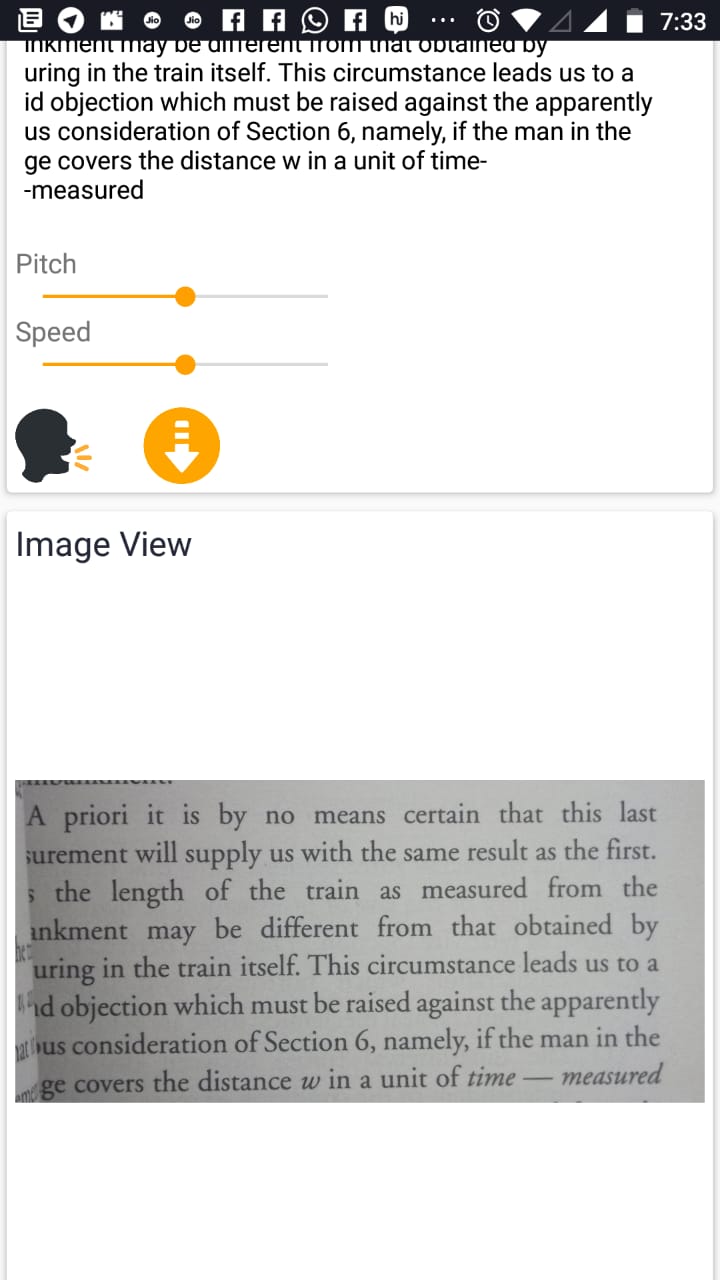 Jio Jio hi ... 7:33
inkment may be different from that obtained by
uring in the train itself. This circumstance leads us to a
id objection which must be raised against the apparently
us consideration of Section 6, namely, if the man in the
ge covers the distance w in a unit of time-
-measured
Pitch
Speed
Image View
A priori it is by no means certain that this last
surement will supply us with the same result as the first.
s the length of the train as measured from the
ankment may be different from that obtained by
uring in the train itself. This circumstance leads us to a
nd objection which must be raised against the apparently
ous consideration of Section 6, namely, if the man in the
ge covers the distance w in a unit of time — measured